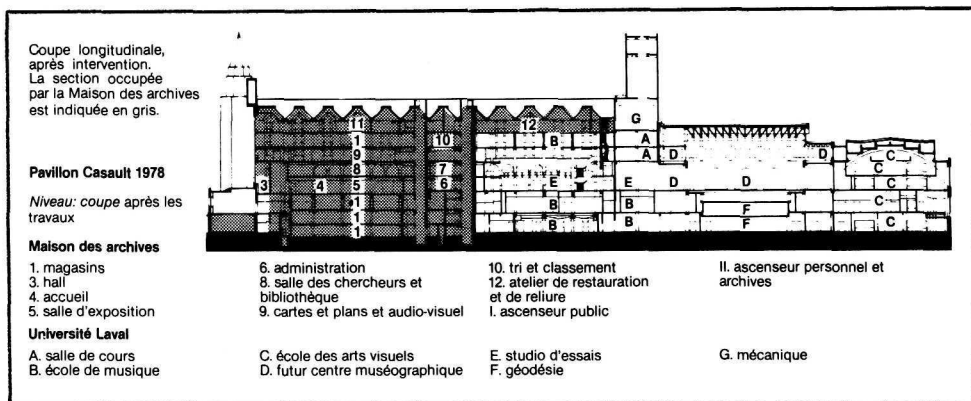 Coupe longitudinale,
après intervention.
La section occupée
par la Maison des archives
est indiquée en gris.
Pavillon Casault 1978
Niveau: coupe après les
travaux
11
1
9
8
5
1
1
1
3
4
10
7
6
12
B
E
B
B
G
A
A
D
E
D
D
D
B
B
F
F
C
C
C
C
Maison des archives
1. magasins
3. hall
4. accueil
5. salle d'exposition
6. administration
8. salle des chercheurs et
bibliothèque
9. cartes et plans et audio-visuel
10. tri et classement
12. atelier de restauration
et de reliure
I. ascenseur public
II. ascenseur personnel et
archives
Université Laval
A. salle de cours
B. école de musique
C. école des arts visuels
D. futur centre muséographique
E. studio d'essais
F. géodésie
G. mécanique